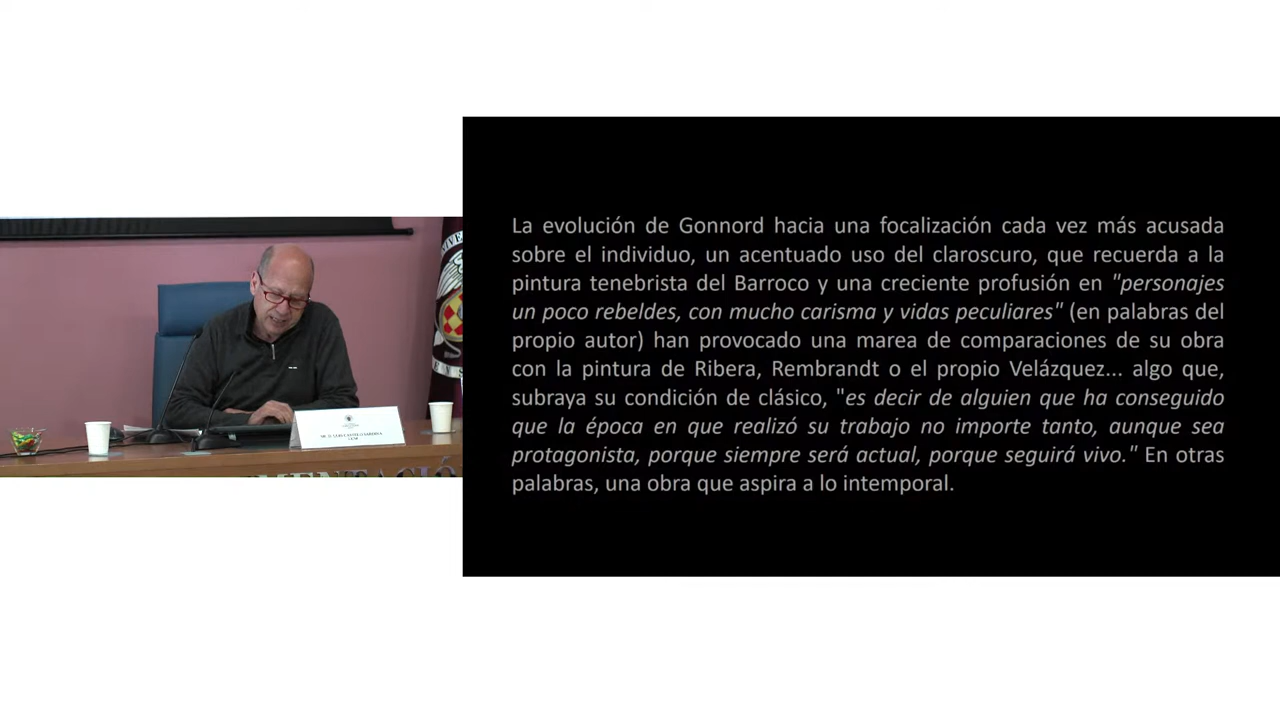 La evolución de Gonnord hacia una focalización cada vez más acusada
sobre el individuo, un acentuado uso del claroscuro, que recuerda a la
pintura tenebrista del Barroco y una creciente profusión en "personajes
un poco rebeldes, con mucho carisma y vidas peculiares" (en palabras del
propio autor) han provocado una marea de comparaciones de su obra
con la pintura de Ribera, Rembrandt o el propio Velázquez... algo que,
subraya su condición de clásico, "es decir de alguien que ha conseguido
que la época en que realizó su trabajo no importe tanto, aunque sea
protagonista, porque siempre será actual, porque seguirá vivo." En otras
palabras, una obra que aspira a lo intemporal.